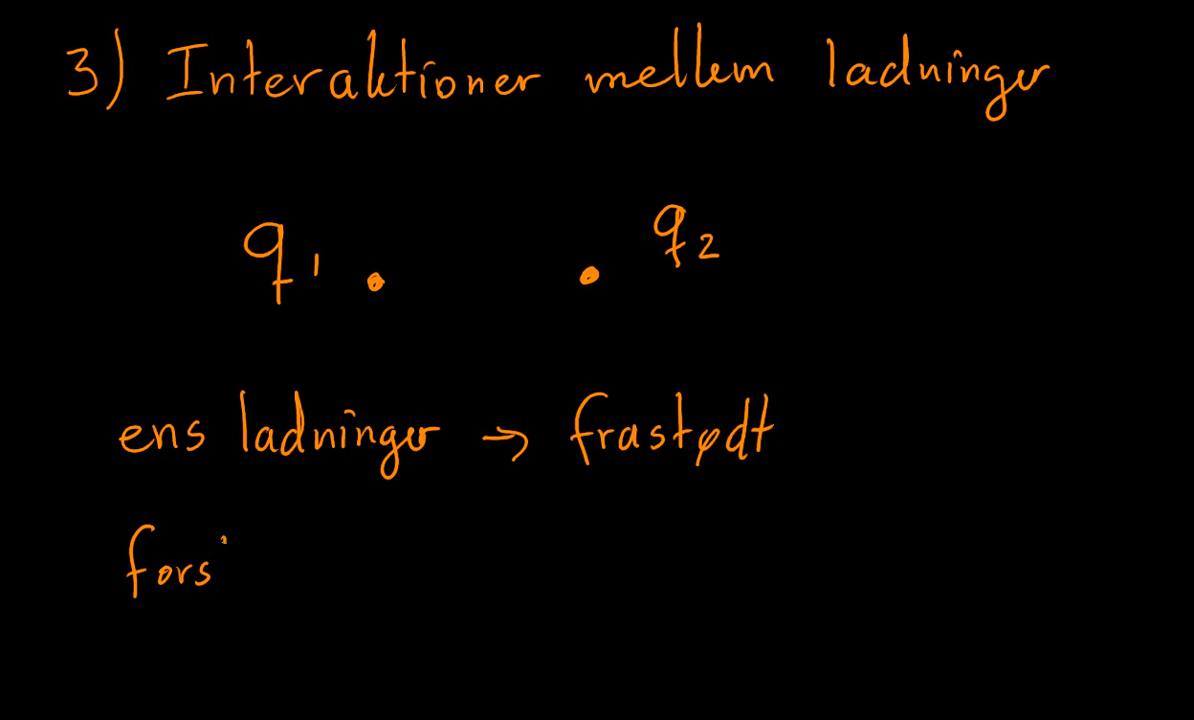 3) Interaktioner mellem ladninger
q1 . . q2
ens ladninger → frastødt
fors